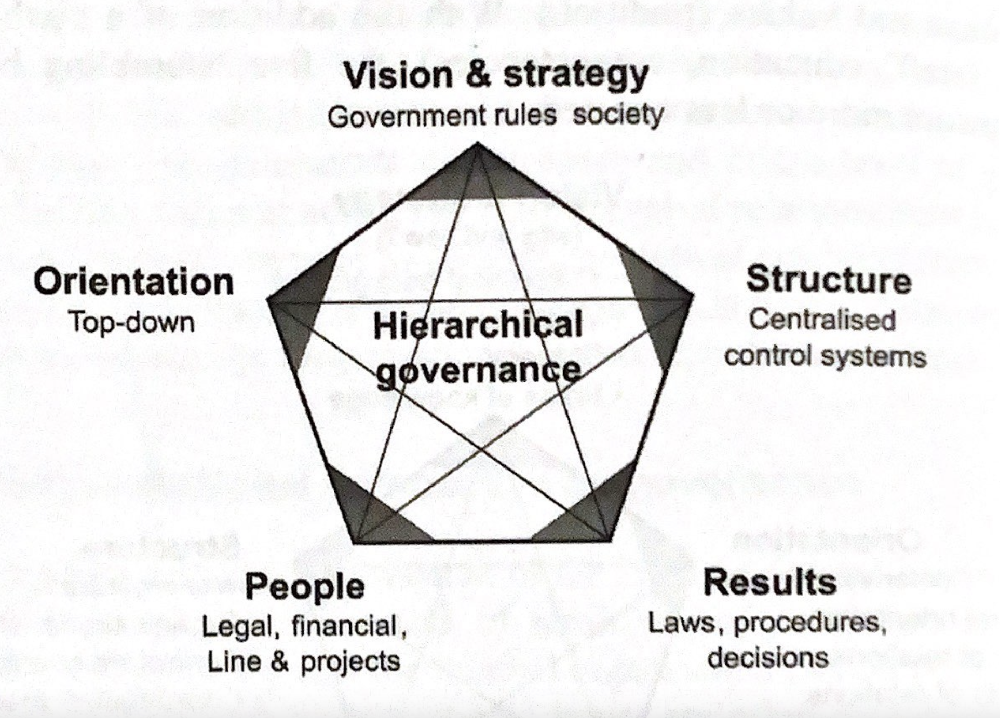 Vision & strategy
Government rules society
Orientation
Top-down
Structure
Centralised
control systems
Hierarchical
governance
People
Legal, financial,
Line & projects
Results
Laws, procedures,
decisions